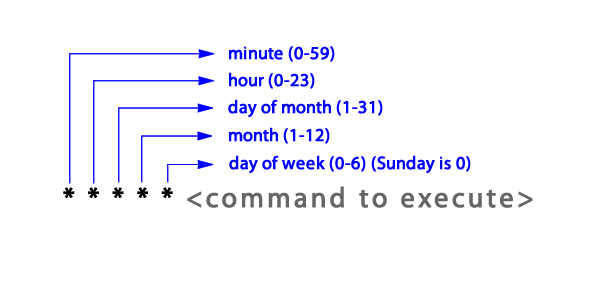 minute (0-59)
hour (0-23)
day of month (1-31)
month (1-12)
day of week (0-6) (Sunday is 0)
* * * * * <command to execute>